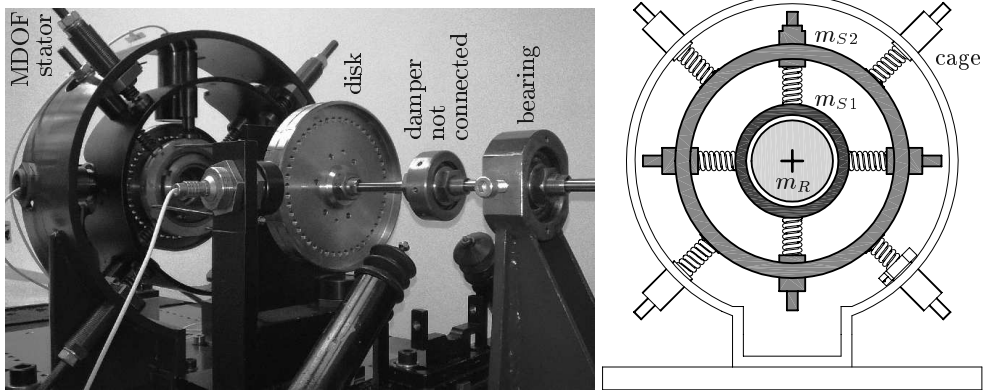 MDOF
stator
disk
damper
not
connected
bearing
m_{S2}
cage
m_{S1}
m_R